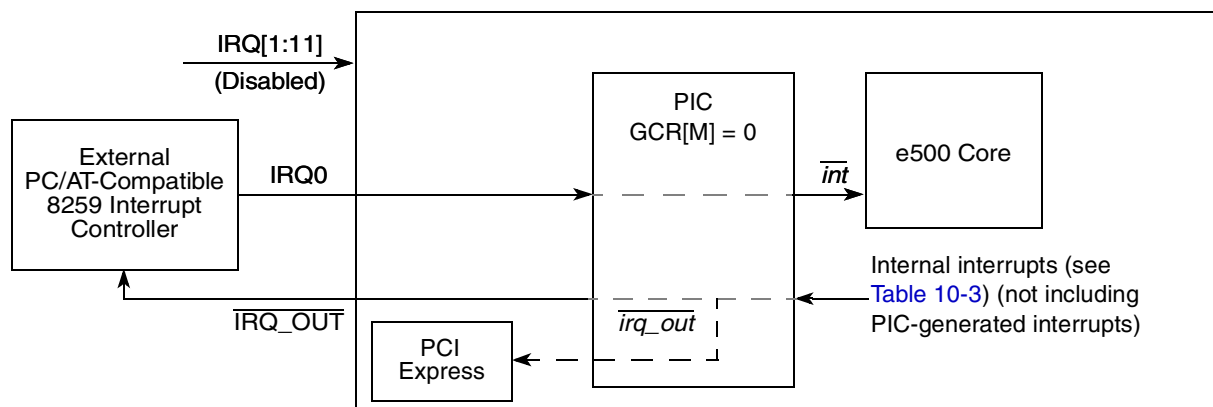 IRQ[1:11]
(Disabled)
PIC
GCR[M] = 0
External
PC/AT-Compatible
8259 Interrupt
Controller
IRQ0
int
e500 Core
Internal interrupts (see
Table 10-3) (not including
PIC-generated interrupts)
IRQ_OUT
irq_out
PCI
Express